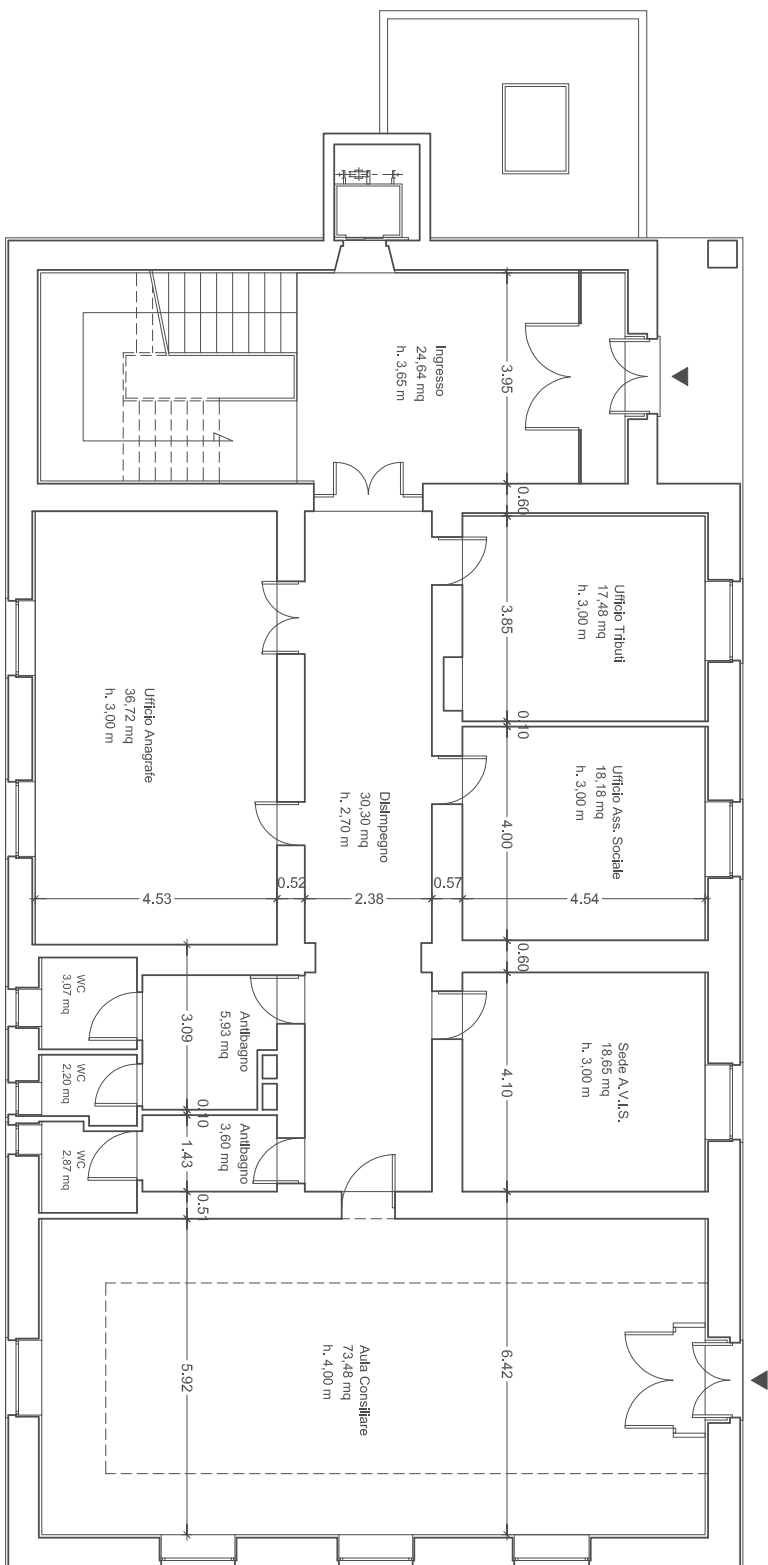 Ingresso
24,64 mq
h. 3,65 m
3.95
0.60
Ufficio Tributi
17,48 mq
h. 3,00 m
3.85
0.10
Ufficio Ass. Sociale
18,18 mq
h. 3,00 m
4.00
Ufficio Anagrafe
36,72 mq
h. 3,00 m
Disimpegno
30,30 mq
h. 2,70 m
4.53
0.52
2.38
0.57
4.54
0.60
Sede A.V.I.S.
18,65 mq
h. 3,00 m
4.10
WC
3,07 mq
3.09
Antibagno
5,93 mq
WC
2,20 mq
0.10
Antibagno
3,60 mq
1.43
WC
2,87 mq
0.51
Aula Consiliare
73,48 mq
h. 4,00 m
5.92
6.42